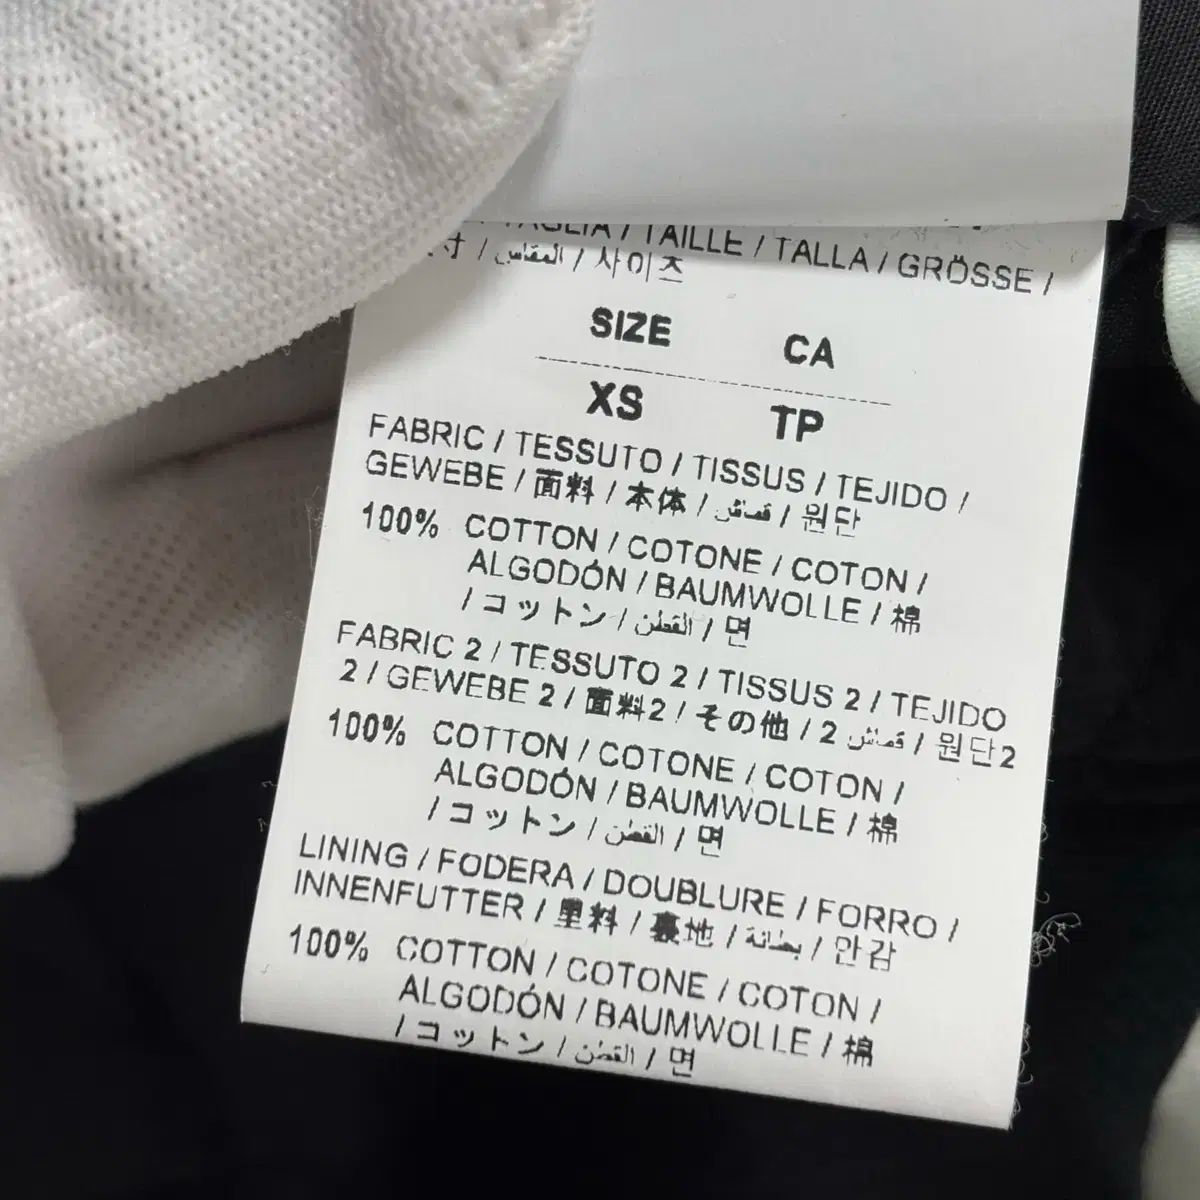 TAGLIA / TAILLE / TALLA / GRÖSSE /
寸 / المقاس / 사이즈
SIZE CA
XS TP
FABRIC / TESSUTO / TISSUS / TEJIDO /
GEWEBE / 面料 / 本体 / قماش / 원단
100% COTTON / COTONE / COTON /
ALGODÓN / BAUMWOLLE / 棉
/ コットン / القطن / 면
FABRIC 2 / TESSUTO 2 / TISSUS 2 / TEJIDO
2 / GEWEBE 2 / 面料2 / その他 / 2 قماش / 원단2
100% COTTON / COTONE / COTON /
ALGODÓN / BAUMWOLLE / 棉
/ コットン / القطن / 면
LINING / FODERA / DOUBLURE / FORRO /
INNENFUTTER / 里料 / 裏地 / بطانة / 안감
100% COTTON / COTONE / COTON /
ALGODÓN / BAUMWOLLE / 棉
/ コットン / القطن / 면